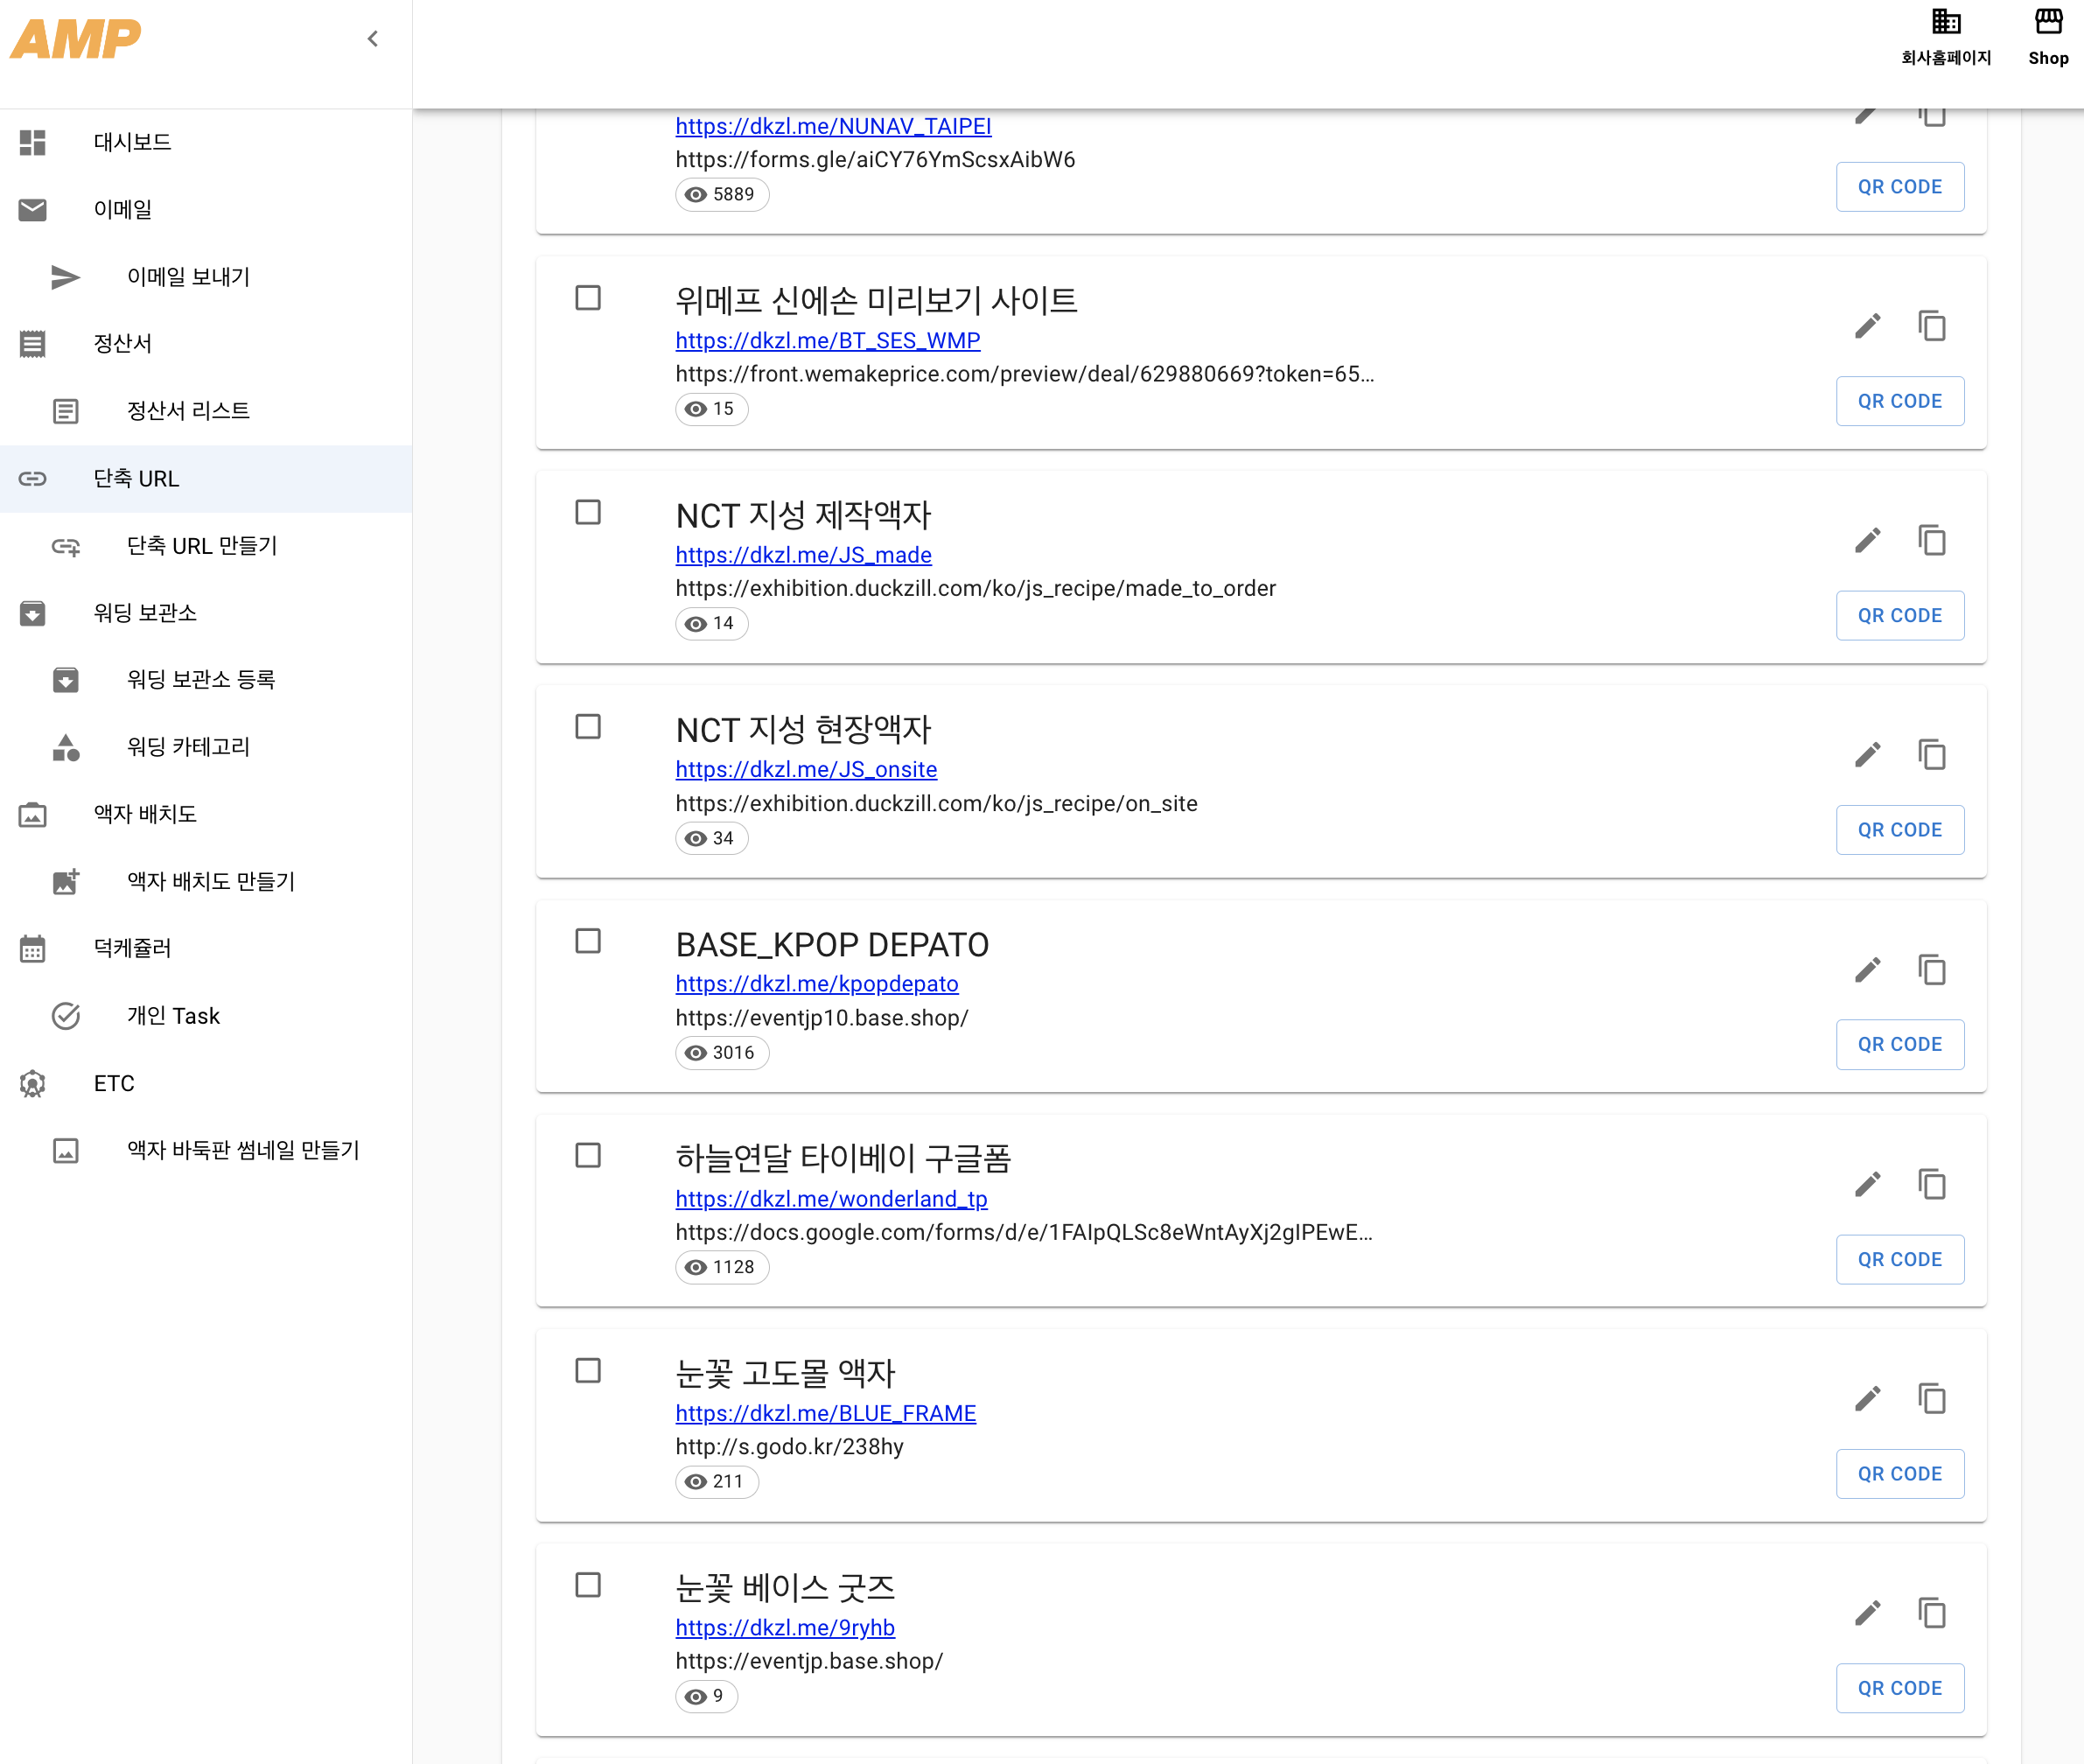 AMP
회사홈페이지
Shop
대시보드
이메일
이메일 보내기
정산서
정산서 리스트
단축 URL
단축 URL 만들기
워딩 보관소
워딩 보관소 등록
워딩 카테고리
액자 배치도
액자 배치도 만들기
덕케쥴러
개인 Task
ETC
액자 바둑판 썸네일 만들기
https://dkzl.me/NUNAV_TAIPEI
https://forms.gle/aiCY76YmScsxAibW6
5889
QR CODE
위메프 신에손 미리보기 사이트
https://dkzl.me/BT_SES_WMP
https://front.wemakeprice.com/preview/deal/629880669?token=65...
15
QR CODE
NCT 지성 제작액자
https://dkzl.me/JS_made
https://exhibition.duckzill.com/ko/js_recipe/made_to_order
14
QR CODE
NCT 지성 현장액자
https://dkzl.me/JS_onsite
https://exhibition.duckzill.com/ko/js_recipe/on_site
34
QR CODE
BASE_KPOP DEPATO
https://dkzl.me/kpopdepato
https://eventjp10.base.shop/
3016
QR CODE
하늘연달 타이베이 구글폼
https://dkzl.me/wonderland_tp
https://docs.google.com/forms/d/e/1FAIpQLSc8eWntAyXj2gIPEwE...
1128
QR CODE
눈꽃 고도몰 액자
https://dkzl.me/BLUE_FRAME
http://s.godo.kr/238hy
211
QR CODE
눈꽃 베이스 굿즈
https://dkzl.me/9ryhb
https://eventjp.base.shop/
9
QR CODE